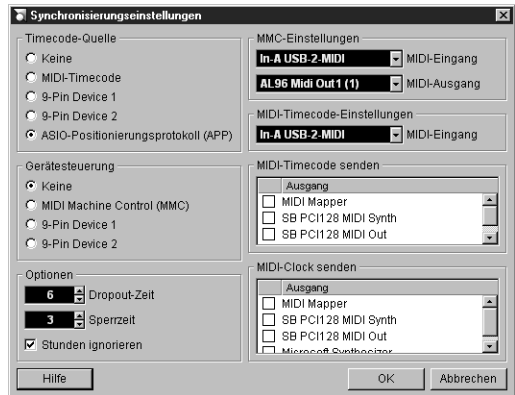 Synchronisierungseinstellungen
Timecode-Quelle
Keine
MIDI-Timecode
9-Pin Device 1
9-Pin Device 2
ASIO-Positionierungsprotokoll (APP)
Gerätesteuerung
Keine
MIDI Machine Control (MMC)
9-Pin Device 1
9-Pin Device 2
Optionen
6 Dropout-Zeit
3 Sperrzeit
Stunden ignorieren
MMC-Einstellungen
In-A USB-2-MIDI MIDI-Eingang
AL96 Midi Out1 (1) MIDI-Ausgang
MIDI-Timecode-Einstellungen
In-A USB-2-MIDI MIDI-Eingang
MIDI-Timecode senden
Ausgang
MIDI Mapper
SB PCI128 MIDI Synth
SB PCI128 MIDI Out
MIDI-Clock senden
Ausgang
MIDI Mapper
SB PCI128 MIDI Synth
SB PCI128 MIDI Out
Microsoft Synthesizer
Hilfe
OK
Abbrechen